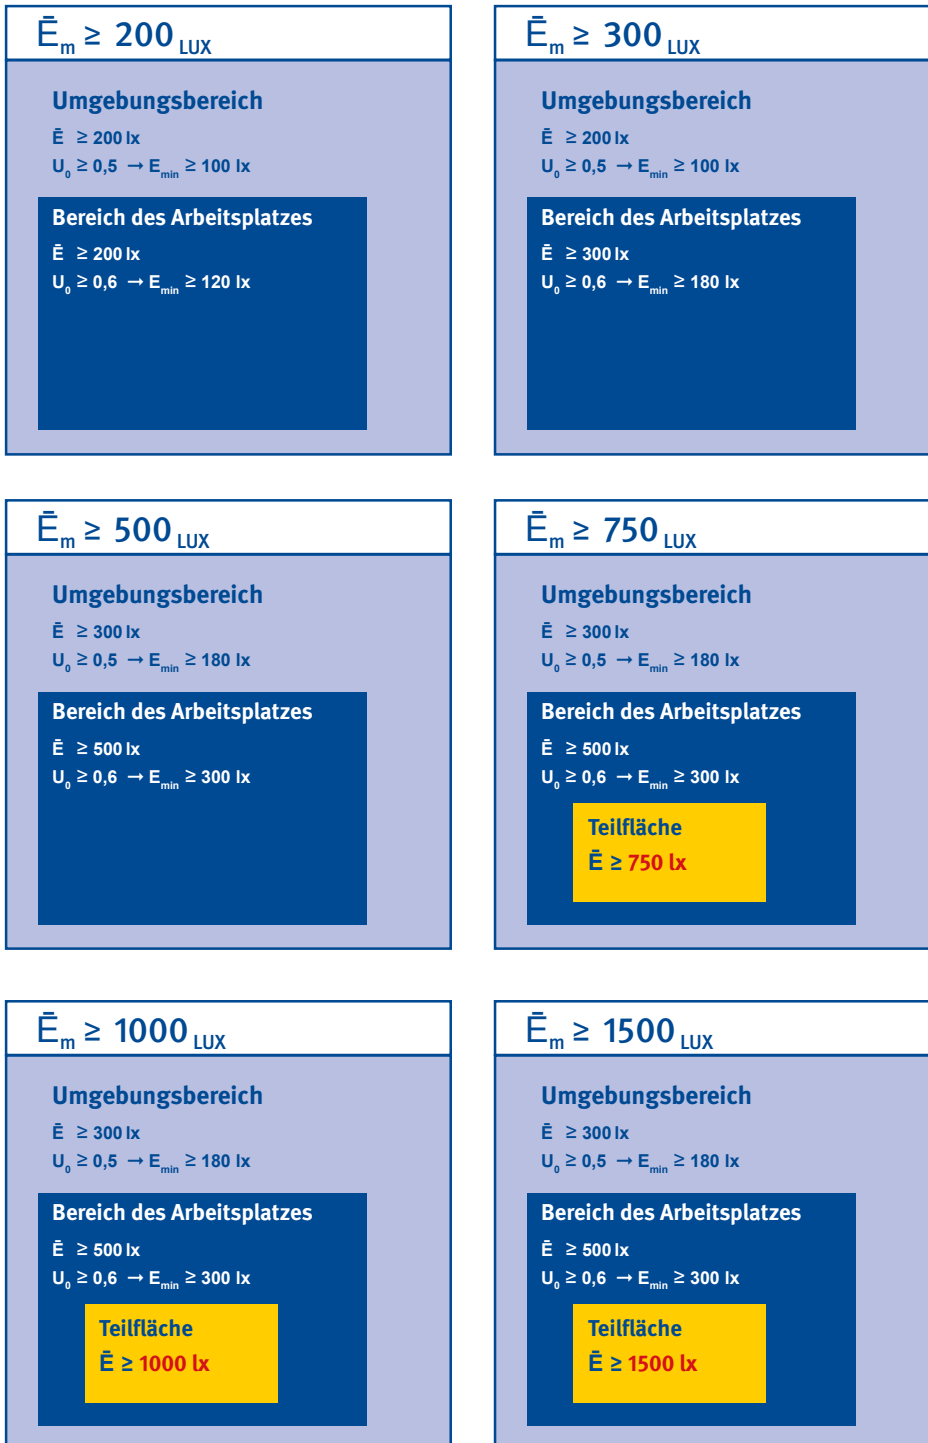 Ē_m ≥ 200 LUX
Umgebungsbereich
Ē ≥ 200 lx
U_0 ≥ 0,5 → E_min ≥ 100 lx
Bereich des Arbeitsplatzes
Ē ≥ 200 lx
U_0 ≥ 0,6 → E_min ≥ 120 lx
Ē_m ≥ 300 LUX
Umgebungsbereich
Ē ≥ 200 lx
U_0 ≥ 0,5 → E_min ≥ 100 lx
Bereich des Arbeitsplatzes
Ē ≥ 300 lx
U_0 ≥ 0,6 → E_min ≥ 180 lx
Ē_m ≥ 500 LUX
Umgebungsbereich
Ē ≥ 300 lx
U_0 ≥ 0,5 → E_min ≥ 180 lx
Bereich des Arbeitsplatzes
Ē ≥ 500 lx
U_0 ≥ 0,6 → E_min ≥ 300 lx
Ē_m ≥ 750 LUX
Umgebungsbereich
Ē ≥ 300 lx
U_0 ≥ 0,5 → E_min ≥ 180 lx
Bereich des Arbeitsplatzes
Ē ≥ 500 lx
U_0 ≥ 0,6 → E_min ≥ 300 lx
Teilfläche
Ē ≥ 750 lx
Ē_m ≥ 1000 LUX
Umgebungsbereich
Ē ≥ 300 lx
U_0 ≥ 0,5 → E_min ≥ 180 lx
Bereich des Arbeitsplatzes
Ē ≥ 500 lx
U_0 ≥ 0,6 → E_min ≥ 300 lx
Teilfläche
Ē ≥ 1000 lx
Ē_m ≥ 1500 LUX
Umgebungsbereich
Ē ≥ 300 lx
U_0 ≥ 0,5 → E_min ≥ 180 lx
Bereich des Arbeitsplatzes
Ē ≥ 500 lx
U_0 ≥ 0,6 → E_min ≥ 300 lx
Teilfläche
Ē ≥ 1500 lx